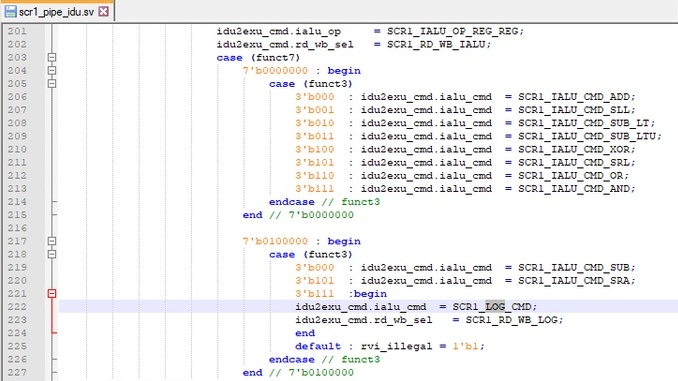 scr1_pipe_idu.sv
201 idu2exu_cmd.ialu_op = SCR1_IALU_OP_REG_REG;
202 idu2exu_cmd.rd_wb_sel = SCR1_RD_WB_IALU;
203 case (funct7)
204 7'b0000000 : begin
205 case (funct3)
206 3'b000 : idu2exu_cmd.ialu_cmd = SCR1_IALU_CMD_ADD;
207 3'b001 : idu2exu_cmd.ialu_cmd = SCR1_IALU_CMD_SLL;
208 3'b010 : idu2exu_cmd.ialu_cmd = SCR1_IALU_CMD_SUB_LT;
209 3'b011 : idu2exu_cmd.ialu_cmd = SCR1_IALU_CMD_SUB_LTU;
210 3'b100 : idu2exu_cmd.ialu_cmd = SCR1_IALU_CMD_XOR;
211 3'b101 : idu2exu_cmd.ialu_cmd = SCR1_IALU_CMD_SRL;
212 3'b110 : idu2exu_cmd.ialu_cmd = SCR1_IALU_CMD_OR;
213 3'b111 : idu2exu_cmd.ialu_cmd = SCR1_IALU_CMD_AND;
214 endcase // funct3
215 end // 7'b0000000
216
217 7'b0100000 : begin
218 case (funct3)
219 3'b000 : idu2exu_cmd.ialu_cmd = SCR1_IALU_CMD_SUB;
220 3'b101 : idu2exu_cmd.ialu_cmd = SCR1_IALU_CMD_SRA;
221 3'b111 :begin
222 idu2exu_cmd.ialu_cmd = SCR1_LOG_CMD;
223 idu2exu_cmd.rd_wb_sel = SCR1_RD_WB_LOG;
224 end
225 default : rvi_illegal = 1'b1;
226 endcase // funct3
227 end // 7'b0100000